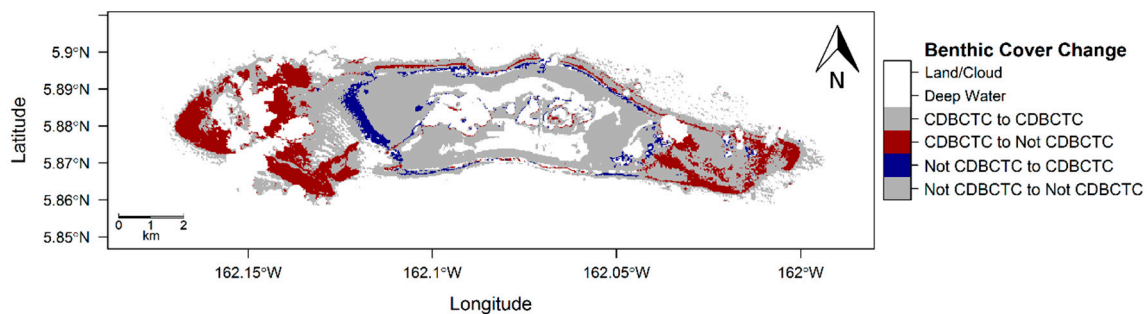 5.9°N
5.89°N
5.88°N
5.87°N
5.86°N
5.85°N
Latitude
0 1 2
km
N
162.15°W
162.1°W
162.05°W
162°W
Longitude
Benthic Cover Change
Land/Cloud
Deep Water
CDBCTC to CDBCTC
CDBCTC to Not CDBCTC
Not CDBCTC to CDBCTC
Not CDBCTC to Not CDBCTC